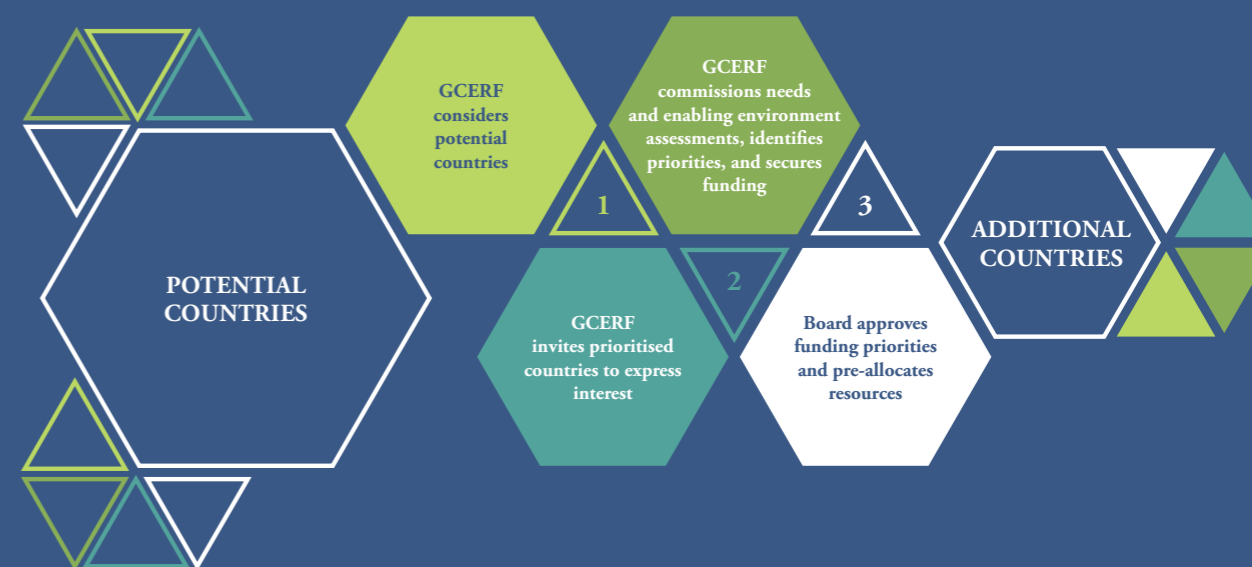 POTENTIAL
COUNTRIES
GCERF
considers
potential
countries
1
GCERF
invites prioritised
countries to express
interest
2
GCERF
commissions needs
and enabling environment
assessments, identifies
priorities, and secures
funding
3
Board approves
funding priorities
and pre-allocates
resources
ADDITIONAL
COUNTRIES